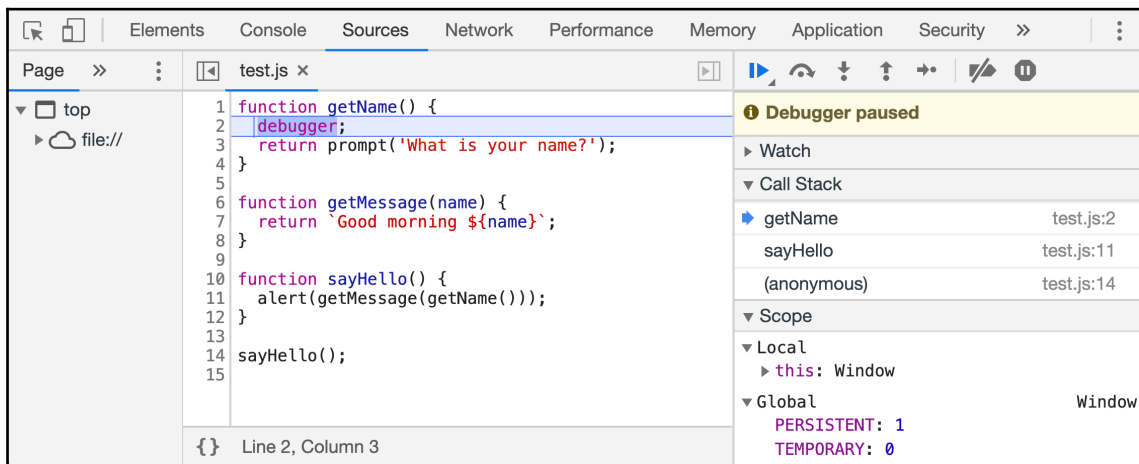 Elements Console Sources Network Performance Memory Application Security »
Page »
test.js ×
top
file://
1 function getName() {
2   debugger;
3   return prompt('What is your name?');
4 }
5
6 function getMessage(name) {
7   return `Good morning ${name}`;
8 }
9
10 function sayHello() {
11   alert(getMessage(getName()));
12 }
13
14 sayHello();
15
{} Line 2, Column 3
Debugger paused
Watch
Call Stack
getName test.js:2
sayHello test.js:11
(anonymous) test.js:14
Scope
Local
this: Window
Global Window
PERSISTENT: 1
TEMPORARY: 0